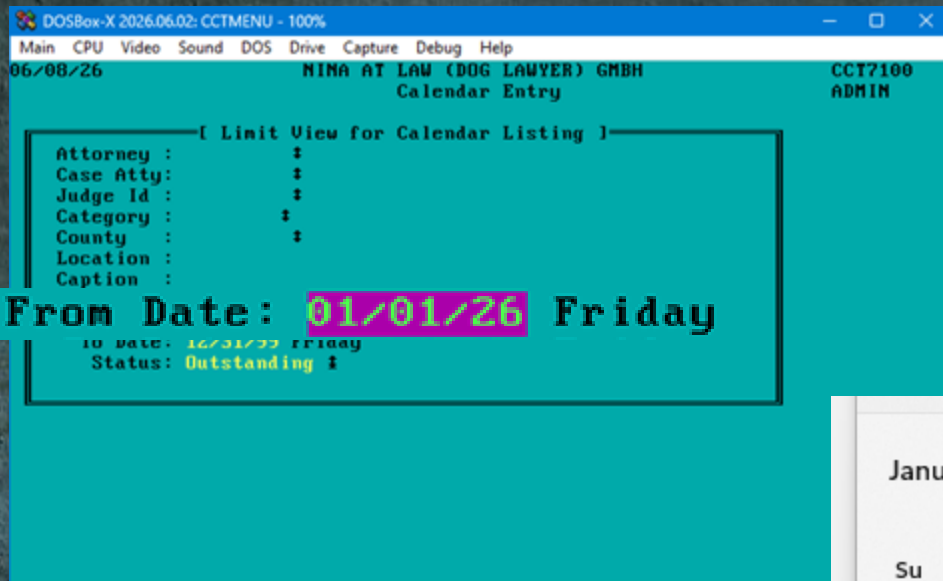 DOSBox-X 2026.06.02: CCTMENU - 100%
Main CPU Video Sound DOS Drive Capture Debug Help
06/08/26 NINA AT LAW (DOG LAWYER) GMBH CCT7100
Calendar Entry ADMIN
[ Limit View for Calendar Listing ]
Attorney : ↕
Case Atty: ↕
Judge Id : ↕
Category : ↕
County : ↕
Location :
Caption :
From Date: 01/01/26 Friday
To Date: 12/31/99 Friday
Status: Outstanding ↕
Janu
Su